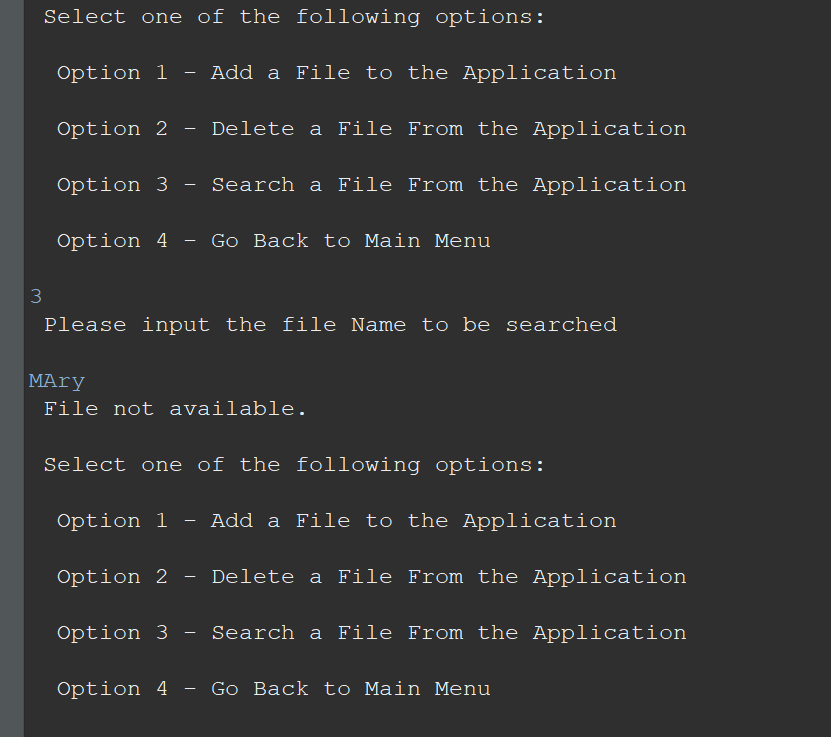 Select one of the following options:
Option 1 – Add a File to the Application
Option 2 – Delete a File From the Application
Option 3 – Search a File From the Application
Option 4 – Go Back to Main Menu
3
Please input the file Name to be searched
MAry
File not available.
Select one of the following options:
Option 1 – Add a File to the Application
Option 2 – Delete a File From the Application
Option 3 – Search a File From the Application
Option 4 – Go Back to Main Menu